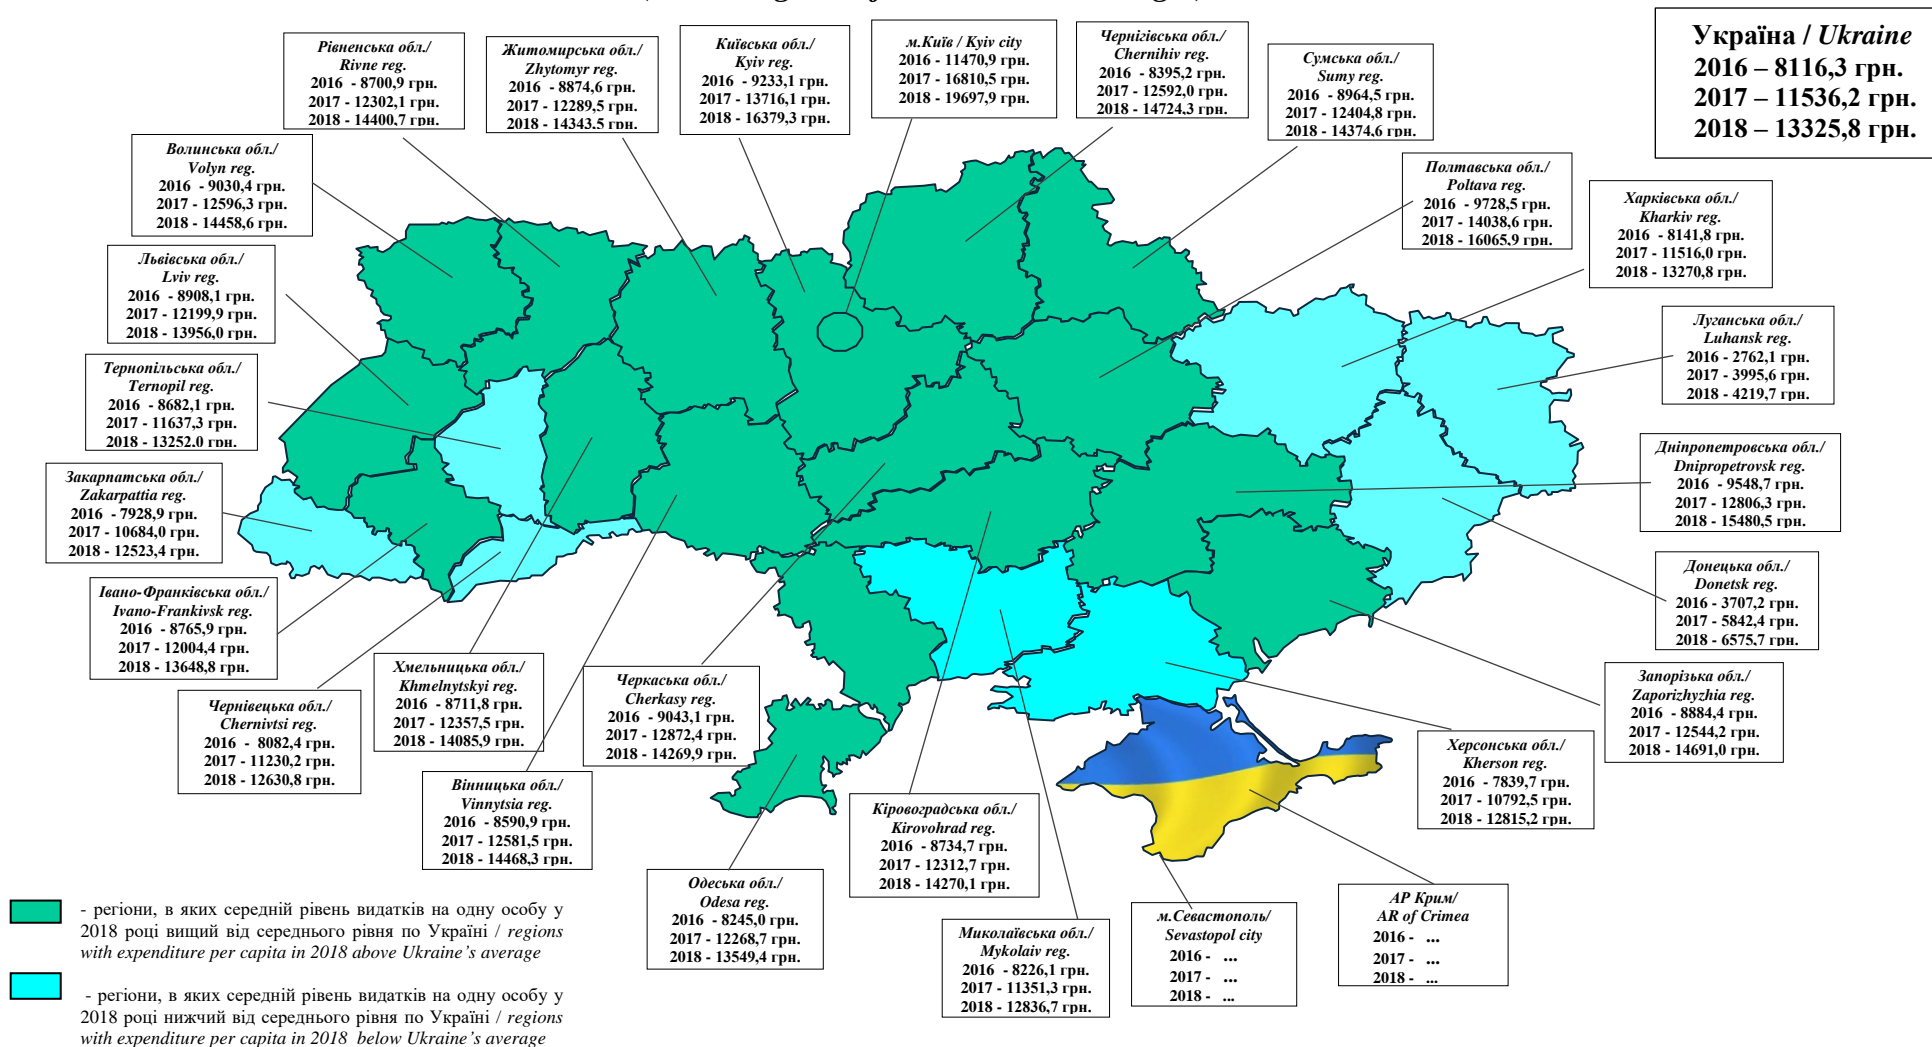 Рівненська обл./
Rivne reg.
2016 - 8700,9 грн.
2017 - 12302,1 грн.
2018 - 14400,7 грн.
Житомирська обл./
Zhytomyr reg.
2016 - 8874,6 грн.
2017 - 12289,5 грн.
2018 - 14343,5 грн.
Київська обл./
Kyiv reg.
2016 - 9233,1 грн.
2017 - 13716,1 грн.
2018 - 16379,3 грн.
м.Київ / Kyiv city
2016 - 11470,9 грн.
2017 - 16810,5 грн.
2018 - 19697,9 грн.
Чернігівська обл./
Chernihiv reg.
2016 - 8395,2 грн.
2017 - 12592,0 грн.
2018 - 14724,3 грн.
Сумська обл./
Sumy reg.
2016 - 8964,5 грн.
2017 - 12404,8 грн.
2018 - 14374,6 грн.
Україна / Ukraine
2016 – 8116,3 грн.
2017 – 11536,2 грн.
2018 – 13325,8 грн.
Волинська обл./
Volyn reg.
2016 - 9030,4 грн.
2017 - 12596,3 грн.
2018 - 14458,6 грн.
Полтавська обл./
Poltava reg.
2016 - 9728,5 грн.
2017 - 14038,6 грн.
2018 - 16065,9 грн.
Харківська обл./
Kharkiv reg.
2016 - 8141,8 грн.
2017 - 11516,0 грн.
2018 - 13270,8 грн.
Львівська обл./
Lviv reg.
2016 - 8908,1 грн.
2017 - 12199,9 грн.
2018 - 13956,0 грн.
Луганська обл./
Luhansk reg.
2016 - 2762,1 грн.
2017 - 3995,6 грн.
2018 - 4219,7 грн.
Тернопільська обл./
Ternopil reg.
2016 - 8682,1 грн.
2017 - 11637,3 грн.
2018 - 13252,0 грн.
Дніпропетровська обл./
Dnipropetrovsk reg.
2016 - 9548,7 грн.
2017 - 12806,3 грн.
2018 - 15480,5 грн.
Закарпатська обл./
Zakarpattia reg.
2016 - 7928,9 грн.
2017 - 10684,0 грн.
2018 - 12523,4 грн.
Донецька обл./
Donetsk reg.
2016 - 3707,2 грн.
2017 - 5842,4 грн.
2018 - 6575,7 грн.
Івано-Франківська обл./
Ivano-Frankivsk reg.
2016 - 8765,9 грн.
2017 - 12004,4 грн.
2018 - 13648,8 грн.
Хмельницька обл./
Khmelnytskyi reg.
2016 - 8711,8 грн.
2017 - 12357,5 грн.
2018 - 14085,9 грн.
Черкаська обл./
Cherkasy reg.
2016 - 9043,1 грн.
2017 - 12872,4 грн.
2018 - 14269,9 грн.
Запорізька обл./
Zaporizhyzhia reg.
2016 - 8884,4 грн.
2017 - 12544,2 грн.
2018 - 14691,0 грн.
Чернівецька обл./
Chernivtsi reg.
2016 - 8082,4 грн.
2017 - 11230,2 грн.
2018 - 12630,8 грн.
Херсонська обл./
Kherson reg.
2016 - 7839,7 грн.
2017 - 10792,5 грн.
2018 - 12815,2 грн.
Вінницька обл./
Vinnytsia reg.
2016 - 8590,9 грн.
2017 - 12581,5 грн.
2018 - 14468,3 грн.
Кіровоградська обл./
Kirovohrad reg.
2016 - 8734,7 грн.
2017 - 12312,7 грн.
2018 - 14270,1 грн.
Одеська обл./
Odesa reg.
2016 - 8245,0 грн.
2017 - 12268,7 грн.
2018 - 13549,4 грн.
Миколаївська обл./
Mykolaiv reg.
2016 - 8226,1 грн.
2017 - 11351,3 грн.
2018 - 12836,7 грн.
м.Севастополь/
Sevastopol city
2016 - ...
2017 - ...
2018 - ...
АР Крим/
AR of Crimea
2016 - ...
2017 - ...
2018 - ...
- регіони, в яких середній рівень видатків на одну особу у
2018 році вищий від середнього рівня по Україні / regions
with expenditure per capita in 2018 above Ukraine's average
- регіони, в яких середній рівень видатків на одну особу у
2018 році нижчий від середнього рівня по Україні / regions
with expenditure per capita in 2018 below Ukraine's average